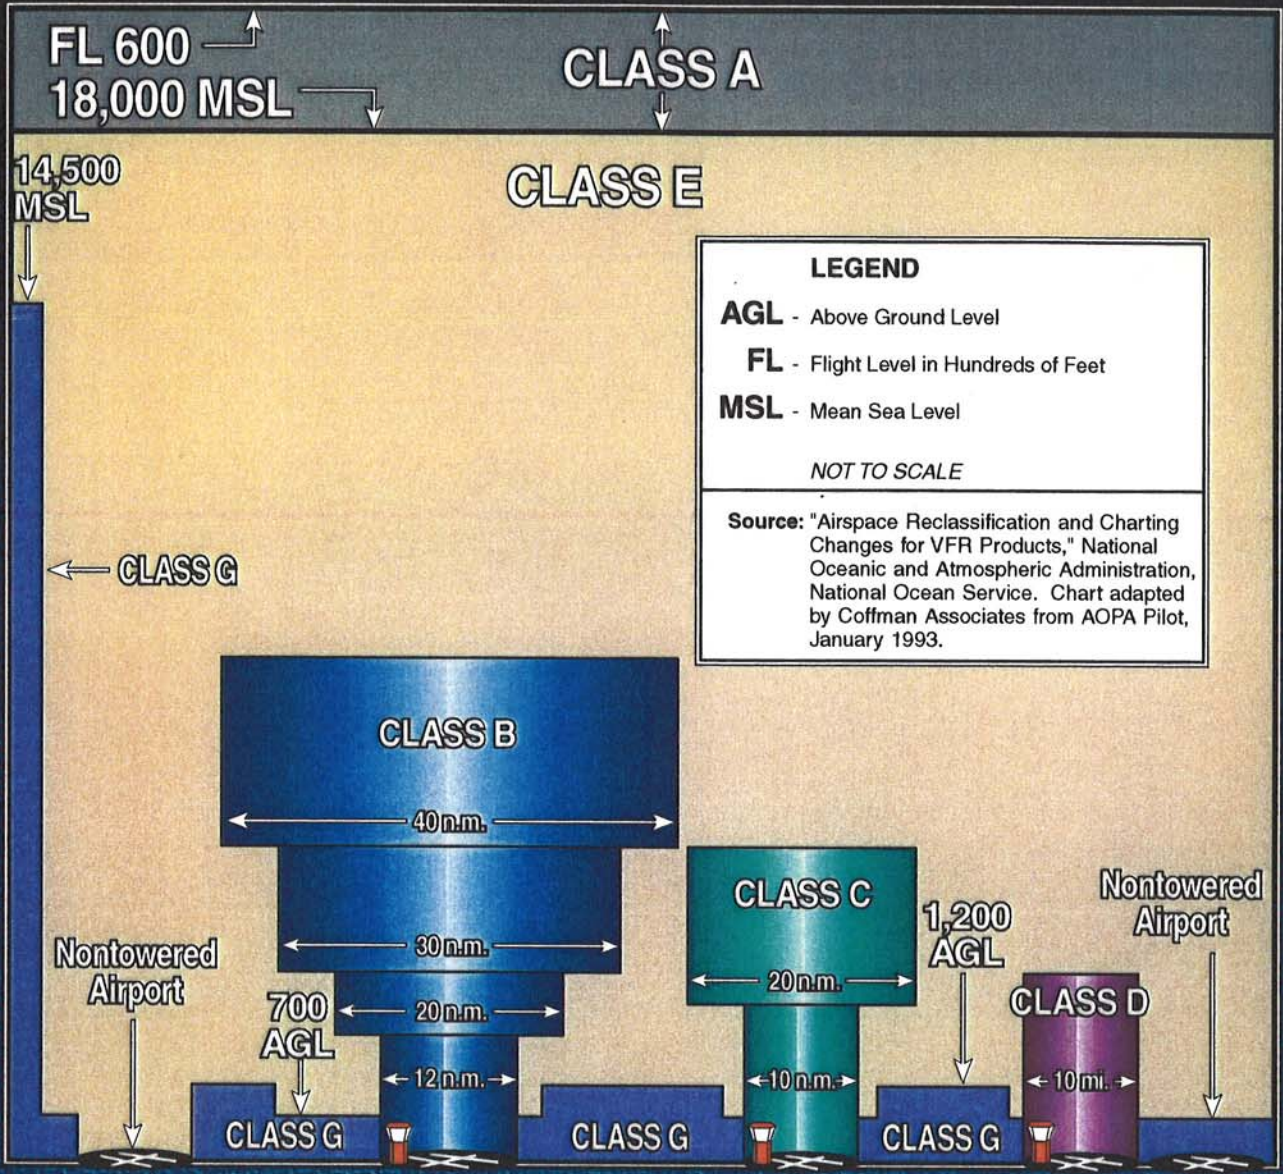 FL 600
18,000 MSL
CLASS A
14,500
MSL
CLASS E
LEGEND
AGL - Above Ground Level
FL - Flight Level in Hundreds of Feet
MSL - Mean Sea Level
NOT TO SCALE
Source: "Airspace Reclassification and Charting
Changes for VFR Products," National
Oceanic and Atmospheric Administration,
National Ocean Service. Chart adapted
by Coffman Associates from AOPA Pilot,
January 1993.
CLASS G
CLASS B
40 n.m.
30 n.m.
20 n.m.
12 n.m.
CLASS C
20 n.m.
10 n.m.
1,200
AGL
Nontowered
Airport
CLASS D
10 mi.
Nontowered
Airport
700
AGL
CLASS G
CLASS G
CLASS G